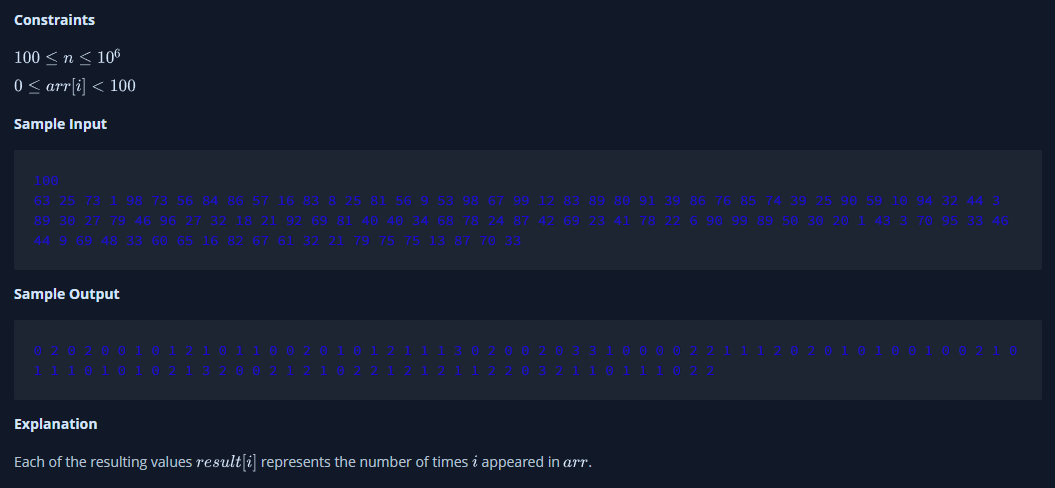 Constraints
100 ≤ n ≤ 10⁶
0 ≤ arr[i] < 100
Sample Input
100
63 25 73 1 98 73 56 84 86 57 16 83 8 25 81 56 9 53 98 67 99 12 83 89 80 91 39 86 76 85 74 39 25 90 59 10 94 32 44 3
89 30 27 79 46 96 27 32 18 21 92 69 81 40 40 34 68 78 24 87 42 69 23 41 78 22 6 90 99 89 50 30 20 1 43 3 70 95 33 46
44 9 69 48 33 60 65 16 82 67 61 32 21 79 75 75 13 87 70 33
Sample Output
0 2 0 2 0 0 1 0 1 2 1 0 1 1 0 0 2 0 1 0 1 2 1 1 1 3 0 2 0 0 2 0 3 3 1 0 0 0 0 2 2 1 1 1 2 0 2 0 1 0 1 0 0 1 0 0 2 1 0
1 1 1 0 1 0 1 0 2 1 3 2 0 0 2 1 2 1 0 2 2 1 2 1 2 1 1 2 2 0 3 2 1 1 0 1 1 1 0 2 2
Explanation
Each of the resulting values result[i] represents the number of times i appeared in arr.